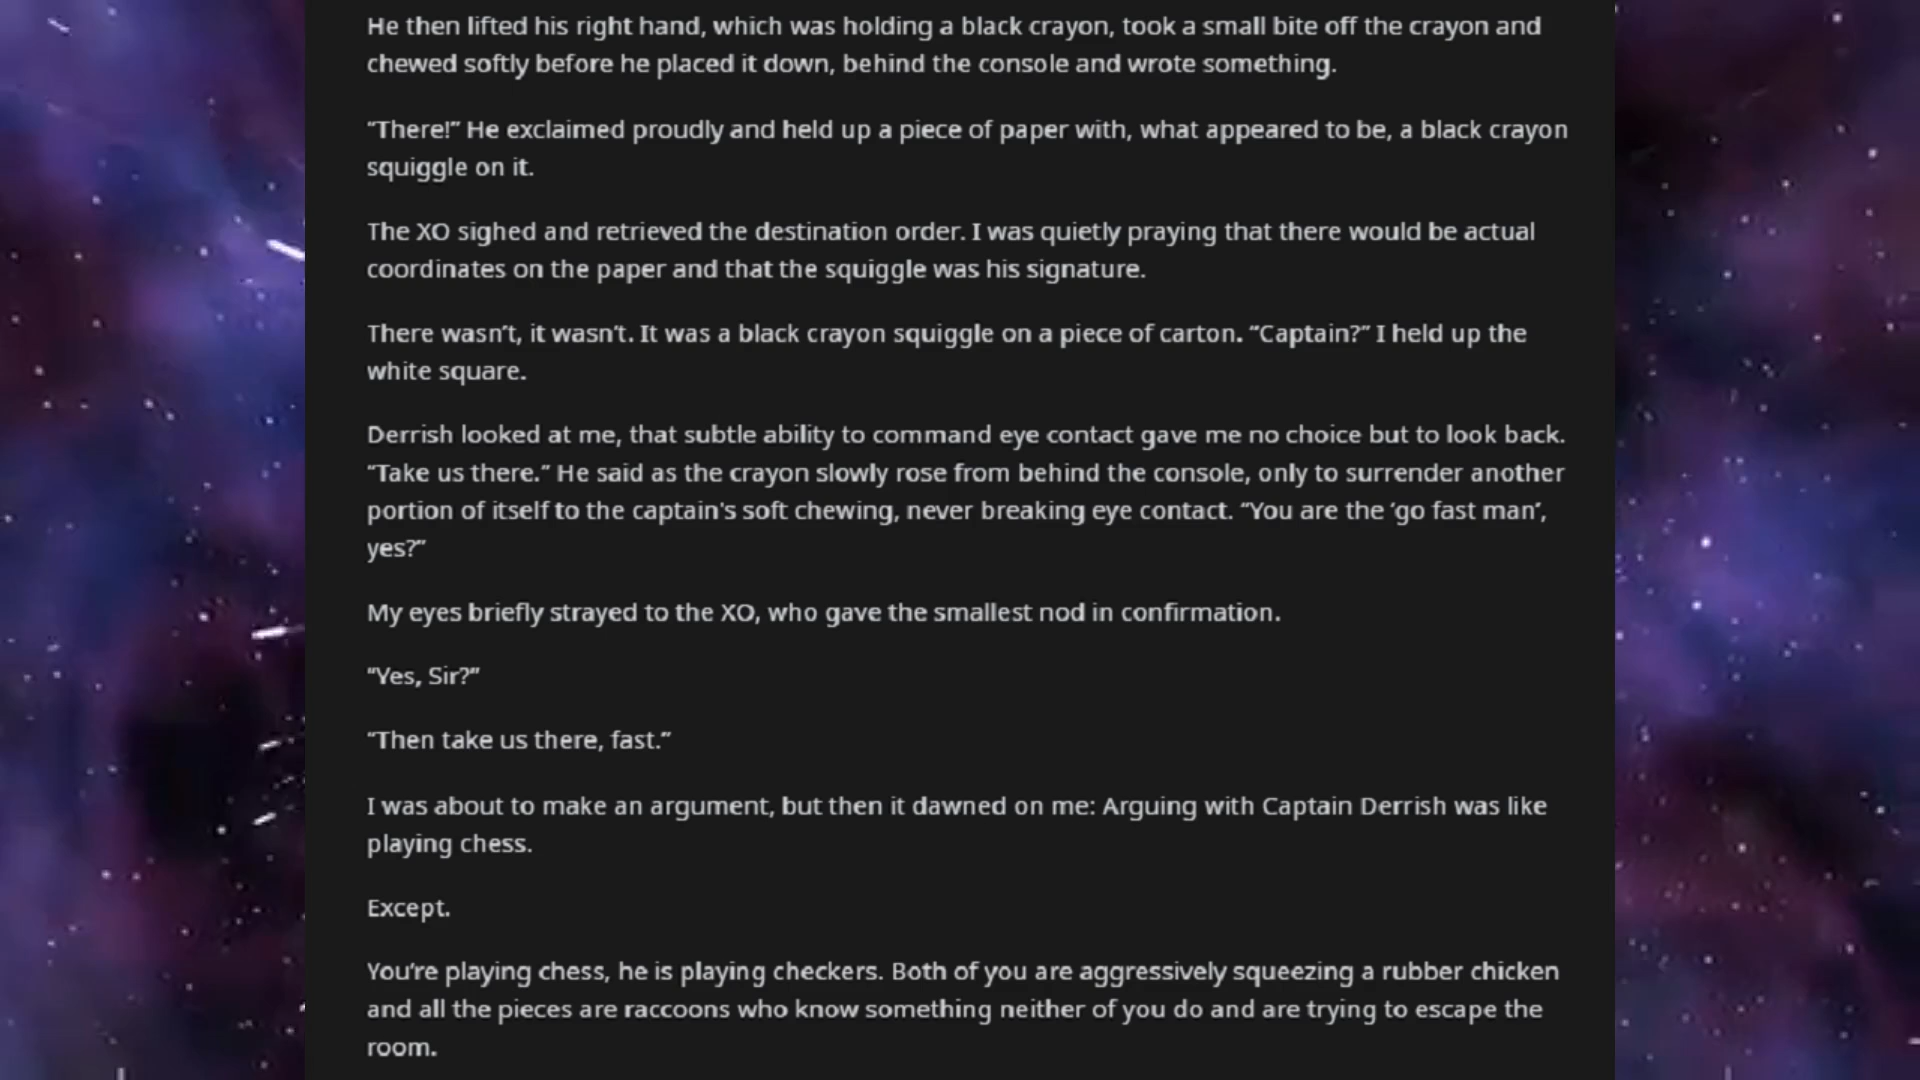 He then lifted his right hand, which was holding a black crayon, took a small bite off the crayon and
chewed softly before he placed it down, behind the console and wrote something.
“There!” He exclaimed proudly and held up a piece of paper with, what appeared to be, a black crayon
squiggle on it.
The XO sighed and retrieved the destination order. I was quietly praying that there would be actual
coordinates on the paper and that the squiggle was his signature.
There wasn’t, it wasn’t. It was a black crayon squiggle on a piece of carton. “Captain?” I held up the
white square.
Derrish looked at me, that subtle ability to command eye contact gave me no choice but to look back.
“Take us there.” He said as the crayon slowly rose from behind the console, only to surrender another
portion of itself to the captain's soft chewing, never breaking eye contact. “You are the ‘go fast man’,
yes?”
My eyes briefly strayed to the XO, who gave the smallest nod in confirmation.
“Yes, Sir?”
“Then take us there, fast.”
I was about to make an argument, but then it dawned on me: Arguing with Captain Derrish was like
playing chess.
Except.
You’re playing chess, he is playing checkers. Both of you are aggressively squeezing a rubber chicken
and all the pieces are raccoons who know something neither of you do and are trying to escape the
room.